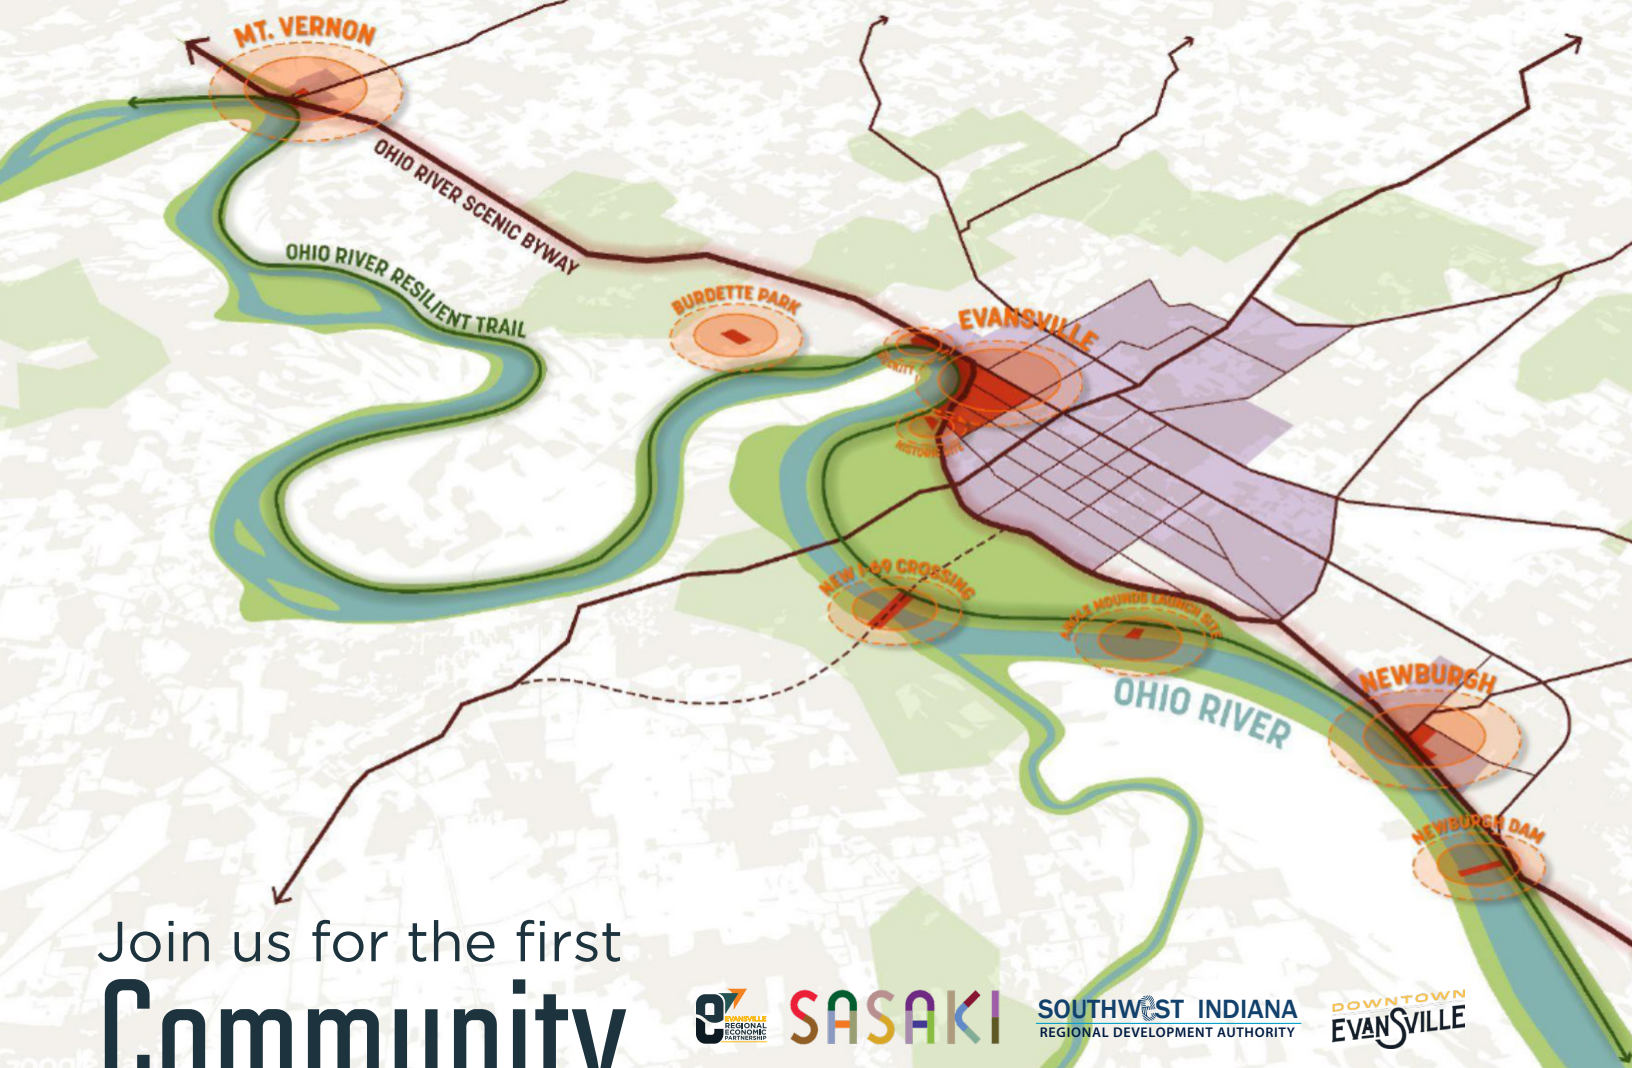 MT. VERNON
OHIO RIVER SCENIC BYWAY
OHIO RIVER RESILIENT TRAIL
BURDETTE PARK
EVANSVILLE
HISTORIC SITE
NEW I-69 CROSSING
MOUNDS LAUNCH SITE
OHIO RIVER
NEWBURGH
NEWBURGH DAM
Join us for the first
Community
e
EVANSVILLE
REGIONAL
ECONOMIC
PARTNERSHIP
SASAKI
SOUTHWEST INDIANA
REGIONAL DEVELOPMENT AUTHORITY
DOWNTOWN
EVANSVILLE